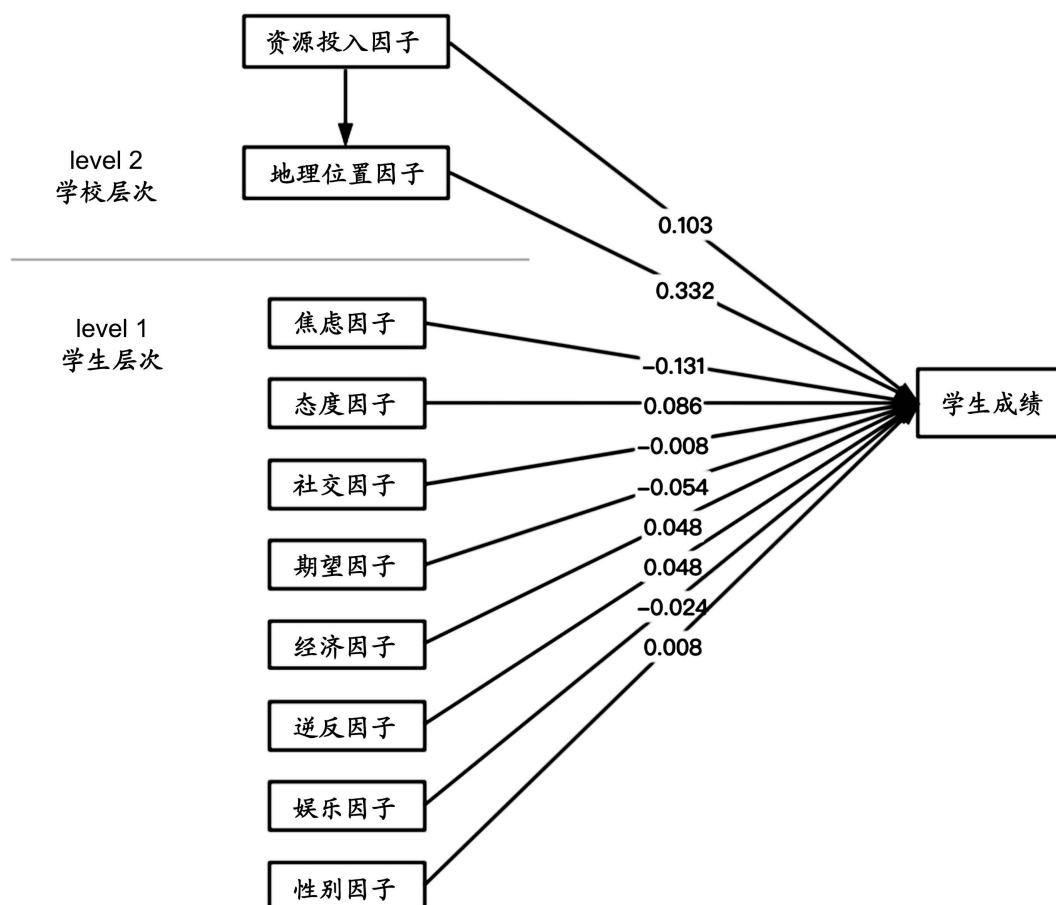 资源投入因子
level 2
学校层次
地理位置因子
0.103
0.332
level 1
学生层次
焦虑因子
-0.131
态度因子
0.086
学生成绩
社交因子
-0.008
期望因子
-0.054
经济因子
0.048
逆反因子
0.048
娱乐因子
-0.024
性别因子
0.008